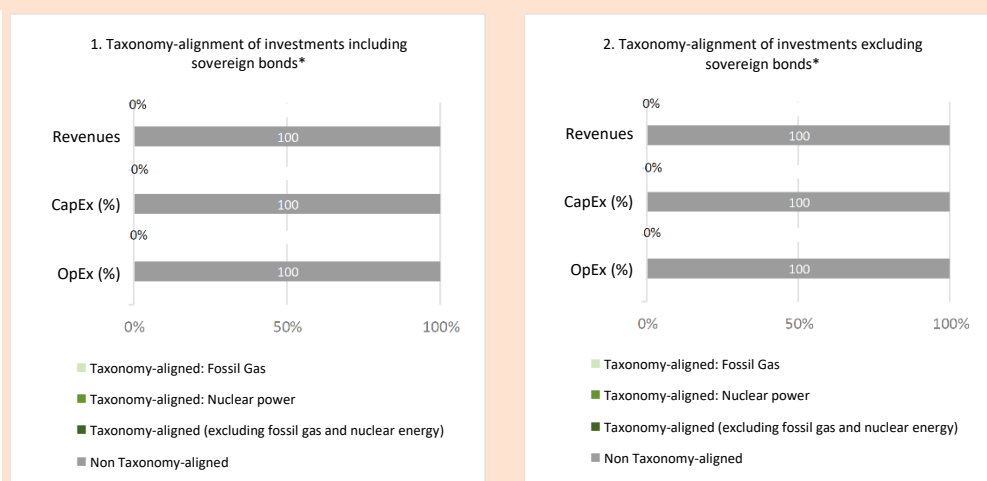 1. Taxonomy-alignment of investments including
sovereign bonds*
0%
Revenues
100
0%
CapEx (%)
100
0%
OpEx (%)
100
0%
50%
100%
Taxonomy-aligned: Fossil Gas
Taxonomy-aligned: Nuclear power
Taxonomy-aligned (excluding fossil gas and nuclear energy)
Non Taxonomy-aligned
2. Taxonomy-alignment of investments excluding
sovereign bonds*
0%
Revenues
100
0%
CapEx (%)
100
0%
OpEx (%)
100
0%
50%
100%
Taxonomy-aligned: Fossil Gas
Taxonomy-aligned: Nuclear power
Taxonomy-aligned (excluding fossil gas and nuclear energy)
Non Taxonomy-aligned